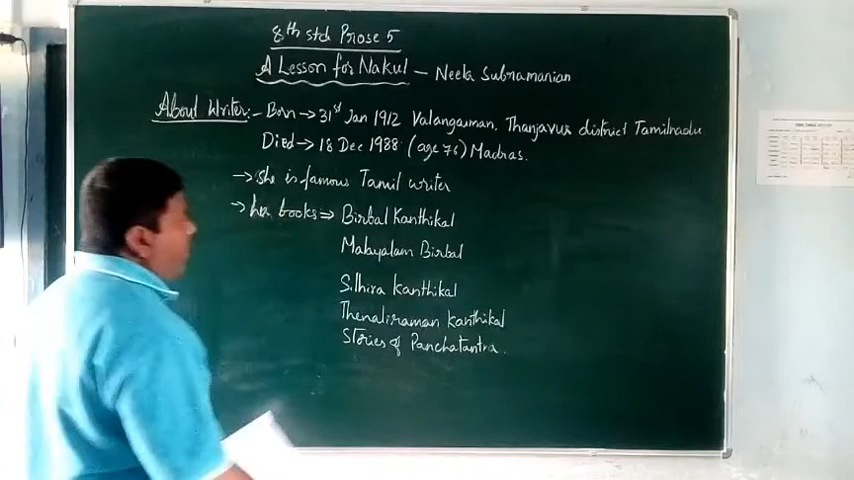 8th std Prose 5
A Lesson for Nakul - Neela Subramanian
About Writer:- Born → 31st Jan 1912 Valangaiman, Thanjavur district Tamilnadu
Died → 18 Dec 1988 (age 76) Madras.
→ she is famous Tamil writer
→ her books ⇒ Birbal Kanthikal
Malayalam Birbal
Sithira kanthikal
Thenaliraman kanthikal
Stories of Panchatantra.